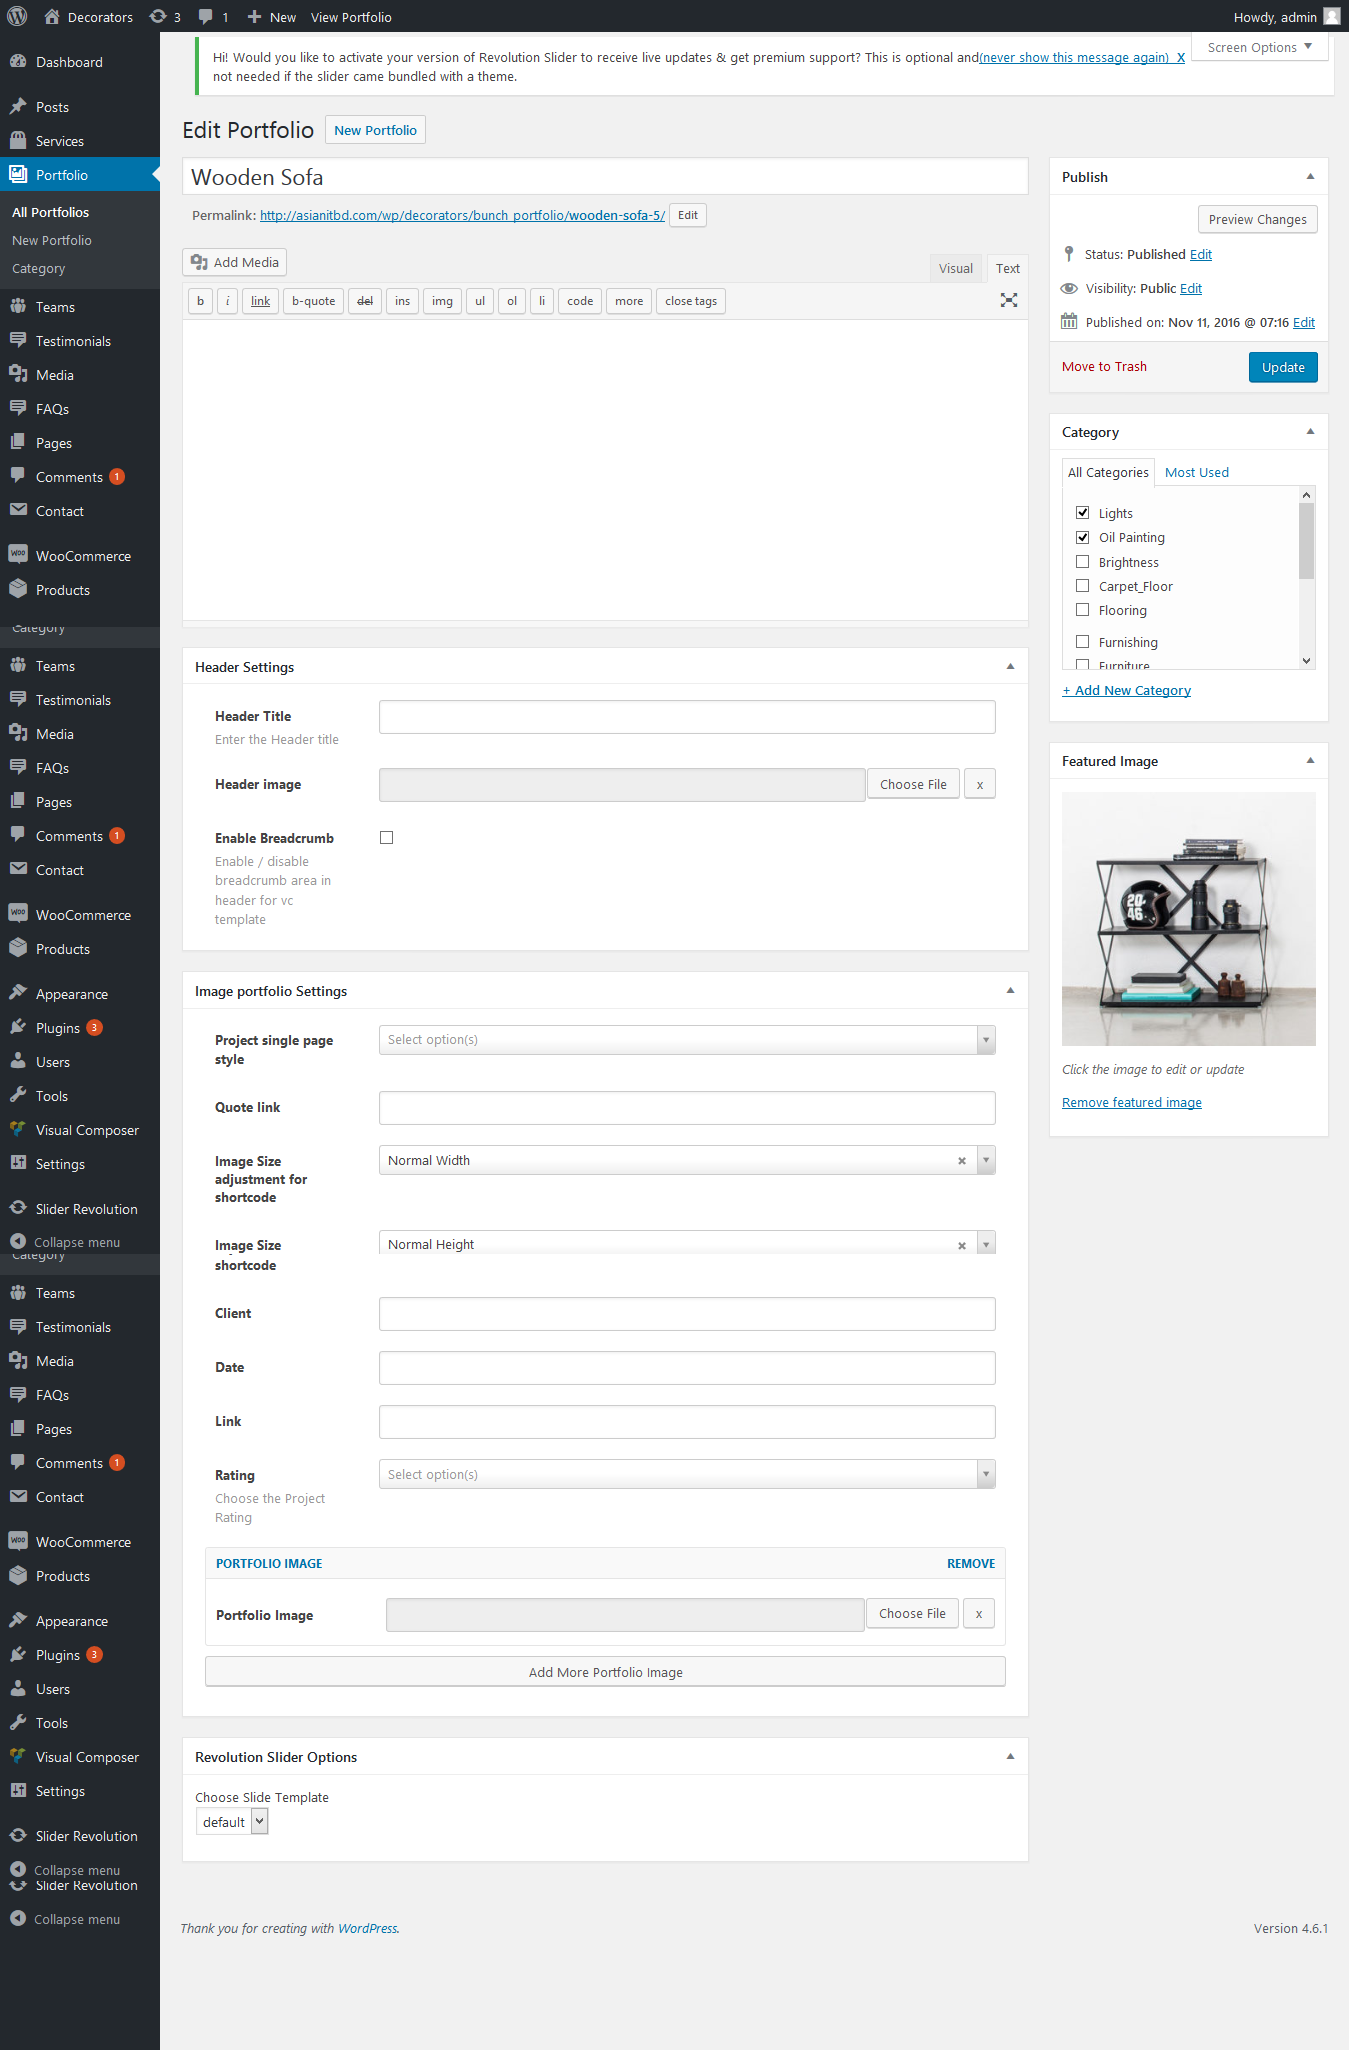 Decorators
3
1
New
View Portfolio
Howdy, admin
Screen Options
Hi! Would you like to activate your version of Revolution Slider to receive live updates & get premium support? This is optional and(never show this message again) X
not needed if the slider came bundled with a theme.
Edit Portfolio
New Portfolio
Wooden Sofa
Permalink: http://asianitbd.com/wp/decorators/bunch_portfolio/wooden-sofa-5/
Edit
Add Media
Visual
Text
b
i
link
b-quote
del
ins
img
ul
ol
li
code
more
close tags
Header Settings
Header Title
Enter the Header title
Header image
Choose File
x
Enable Breadcrumb
Enable / disable
breadcrumb area in
header for vc
template
Image portfolio Settings
Project single page
style
Select option(s)
Quote link
Image Size
adjustment for
shortcode
Normal Width
Image Size
shortcode
Normal Height
Client
Date
Link
Rating
Choose the Project
Rating
Select option(s)
PORTFOLIO IMAGE
REMOVE
Portfolio Image
Choose File
x
Add More Portfolio Image
Revolution Slider Options
Choose Slide Template
default
Thank you for creating with WordPress.
Version 4.6.1
Publish
Preview Changes
Status: Published Edit
Visibility: Public Edit
Published on: Nov 11, 2016 @ 07:16 Edit
Move to Trash
Update
Category
All Categories
Most Used
Lights
Oil Painting
Brightness
Carpet_Floor
Flooring
Furnishing
Furniture
+ Add New Category
Featured Image
20
46
Click the image to edit or update
Remove featured image
Dashboard
Posts
Services
Portfolio
All Portfolios
New Portfolio
Category
Teams
Testimonials
Media
FAQs
Pages
Comments 1
Contact
WooCommerce
Products
Category
Teams
Testimonials
Media
FAQs
Pages
Comments 1
Contact
WooCommerce
Products
Appearance
Plugins 3
Users
Tools
Visual Composer
Settings
Slider Revolution
Collapse menu
Category
Teams
Testimonials
Media
FAQs
Pages
Comments 1
Contact
WooCommerce
Products
Appearance
Plugins 3
Users
Tools
Visual Composer
Settings
Slider Revolution
Collapse menu
Slider Revolution
Collapse menu